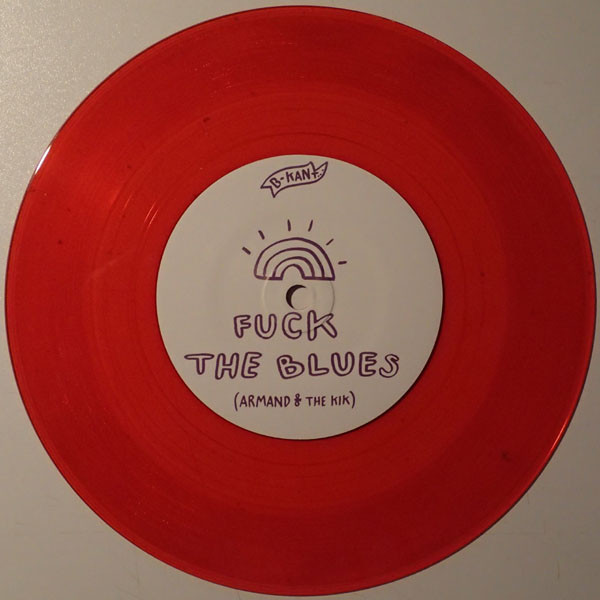 B-KANT
FUCK
THE BLUES
(ARMAND & THE KIK)